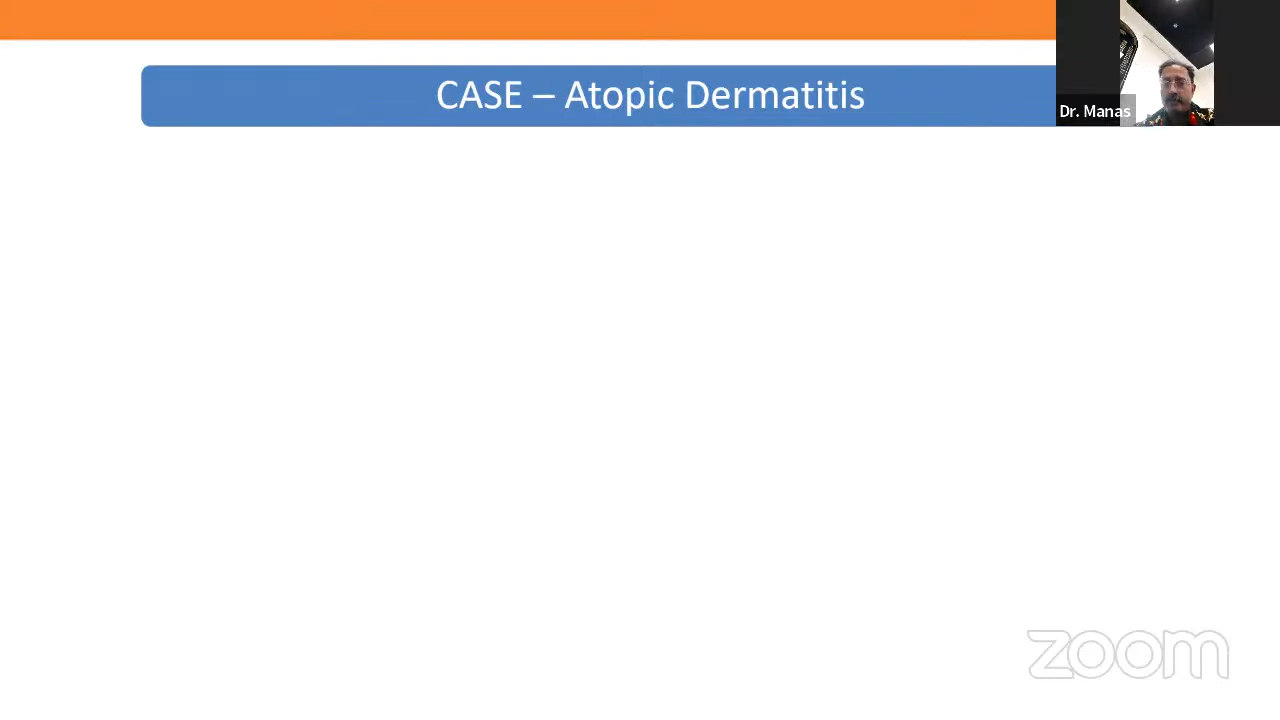 CASE – Atopic Dermatitis
Dr. Manas
zoom